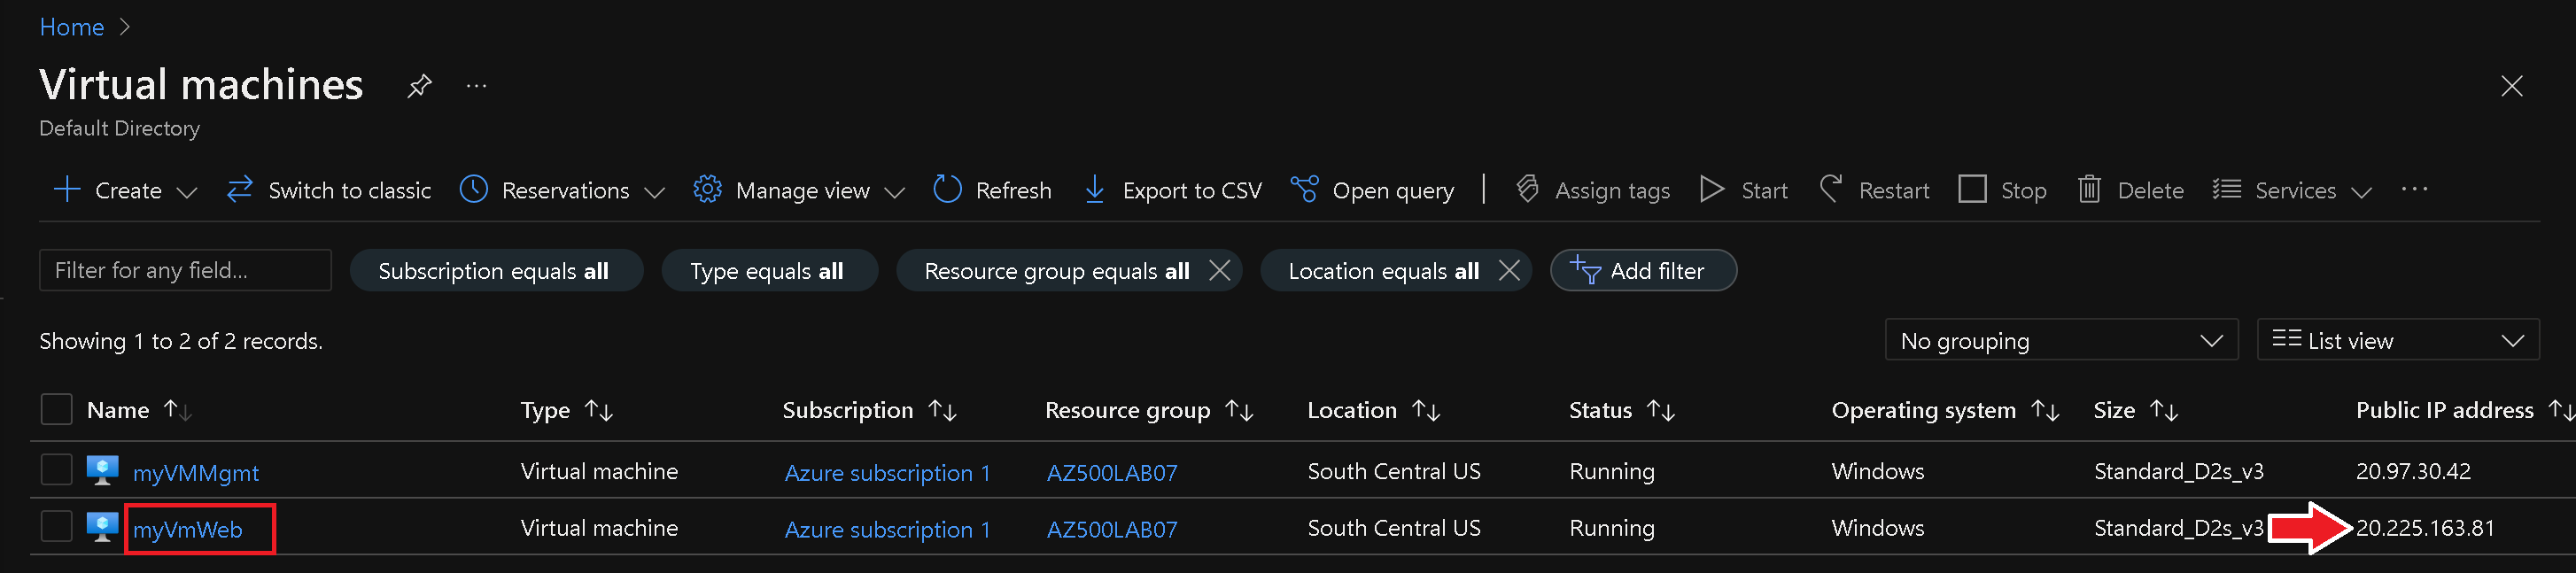 Home
Virtual machines
Default Directory
Create Switch to classic Reservations Manage view Refresh Export to CSV Open query Assign tags Start Restart Stop Delete Services
Filter for any field... Subscription equals all Type equals all Resource group equals all Location equals all Add filter
Showing 1 to 2 of 2 records. No grouping List view
Name Type Subscription Resource group Location Status Operating system Size Public IP address
myVMMgmt Virtual machine Azure subscription 1 AZ500LAB07 South Central US Running Windows Standard_D2s_v3 20.97.30.42
myVmWeb Virtual machine Azure subscription 1 AZ500LAB07 South Central US Running Windows Standard_D2s_v3 20.225.163.81